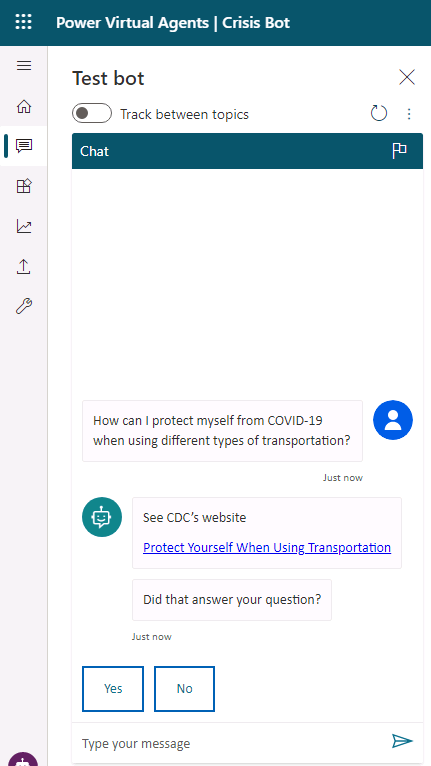 Power Virtual Agents | Crisis Bot
Test bot
Track between topics
Chat
How can I protect myself from COVID-19
when using different types of transportation?
Just now
See CDC’s website
Protect Yourself When Using Transportation
Did that answer your question?
Just now
Yes
No
Type your message